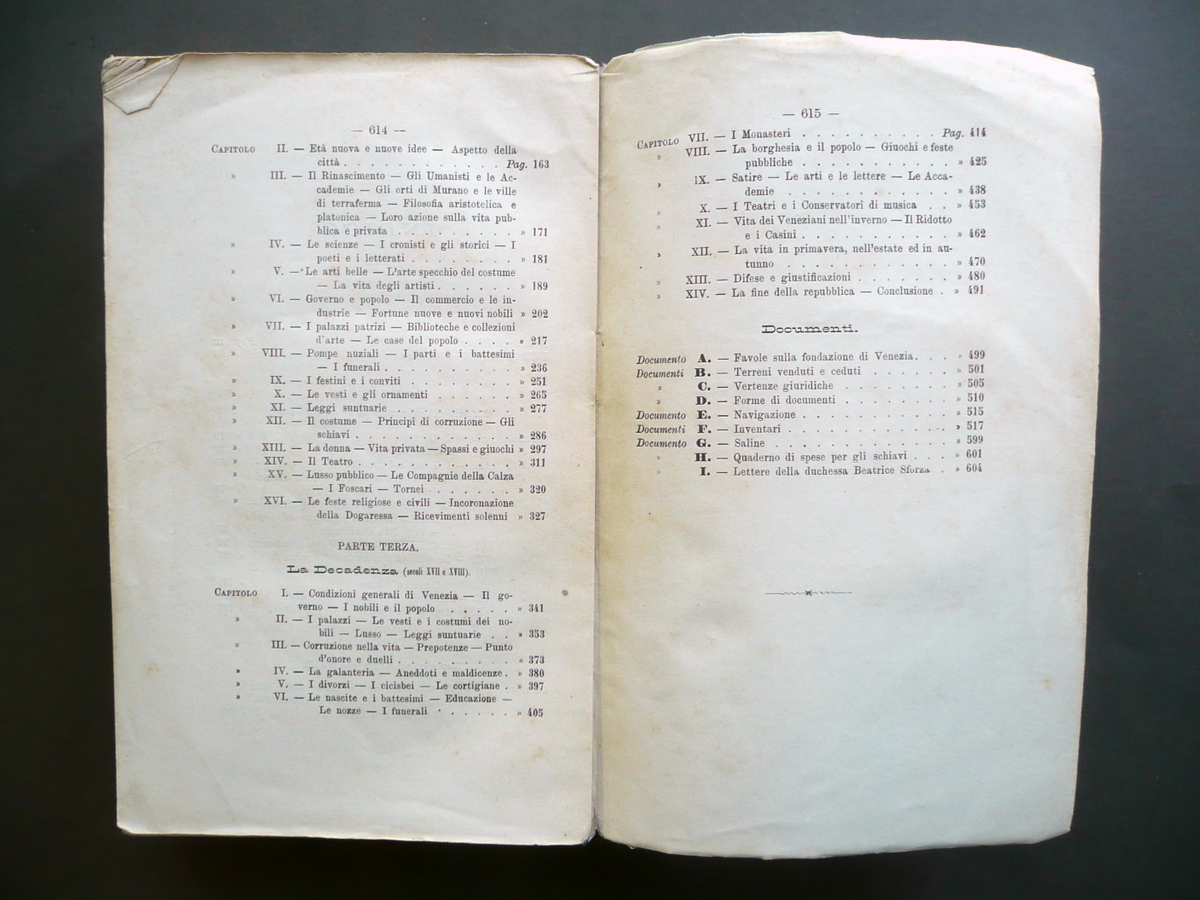 — 614 —
CAPITOLO II. — Età nuova e nuove idee — Aspetto della
città . . . . . . . . . . . . Pag. 163
» III. — Il Rinascimento — Gli Umanisti e le Ac-
cademie — Gli orti di Murano e le ville
di terraferma — Filosofia aristotelica e
platonica — Loro azione sulla vita pub-
blica e privata . . . . . . . . . » 171
» IV. — Le scienze — I cronisti e gli storici — I
poeti e i letterati . . . . . . . . » 181
» V. — Le arti belle — L'arte specchio del costume
— La vita degli artisti . . . . . . » 189
» VI. — Governo e popolo — Il commercio e le in-
dustrie — Fortune nuove e nuovi nobili » 202
» VII. — I palazzi patrizi — Biblioteche e collezioni
d'arte — Le case del popolo . . . . » 217
» VIII. — Pompe nuziali — I parti e i battesimi
— I funerali . . . . . . . . . . » 236
» IX. — I festini e i conviti . . . . . . . . » 251
» X. — Le vesti e gli ornamenti . . . . . . » 265
» XI. — Leggi suntuarie . . . . . . . . . » 277
» XII. — Il costume — Principi di corruzione — Gli
schiavi . . . . . . . . . . . . » 286
» XIII. — La donna — Vita privata — Spassi e giuochi » 297
» XIV. — Il Teatro . . . . . . . . . . . . » 311
» XV. — Lusso pubblico — Le Compagnie della Calza
— I Foscari — Tornei . . . . . . » 320
» XVI. — Le feste religiose e civili — Incoronazione
della Dogaressa — Ricevimenti solenni » 327
PARTE TERZA.
La Decadenza (secoli XVII e XVIII).
CAPITOLO I. — Condizioni generali di Venezia — Il go-
verno — I nobili e il popolo . . . . . » 341
» II. — I palazzi — Le vesti e i costumi dei no-
bili — Lusso — Leggi suntuarie . . » 353
» III. — Corruzione nella vita — Prepotenze — Punto
d'onore e duelli . . . . . . . . . » 373
» IV. — La galanteria — Aneddoti e maldicenze . » 380
» V. — I divorzi — I cicisbei — Le cortigiane . » 397
» VI. — Le nascite e i battesimi — Educazione —
Le nozze — I funerali . . . . . . » 405
— 615 —
CAPITOLO VII. — I Monasteri . . . . . . . . . . Pag. 414
» VIII. — La borghesia e il popolo — Giuochi e feste
pubbliche . . . . . . . . . . . » 425
» IX. — Satire — Le arti e le lettere — Le Acca-
demie . . . . . . . . . . . . » 438
» X. — I Teatri e i Conservatori di musica . . » 453
» XI. — Vita dei Veneziani nell'inverno — Il Ridotto
e i Casini . . . . . . . . . . . » 462
» XII. — La vita in primavera, nell'estate ed in au-
tunno . . . . . . . . . . . . » 470
» XIII. — Difese e giustificazioni . . . . . . . » 480
» XIV. — La fine della repubblica — Conclusione . » 491
Documenti.
Documento A. — Favole sulla fondazione di Venezia . . . » 499
Documenti B. — Terreni venduti e ceduti . . . . . . » 501
» C. — Vertenze giuridiche . . . . . . . . » 505
» D. — Forme di documenti . . . . . . . . » 510
Documento E. — Navigazione . . . . . . . . . . . » 515
Documenti F. — Inventari . . . . . . . . . . . . » 517
Documento G. — Saline . . . . . . . . . . . . . » 599
» H. — Quaderno di spese per gli schiavi . . . » 601
» I. — Lettere della duchessa Beatrice Sforza . » 604